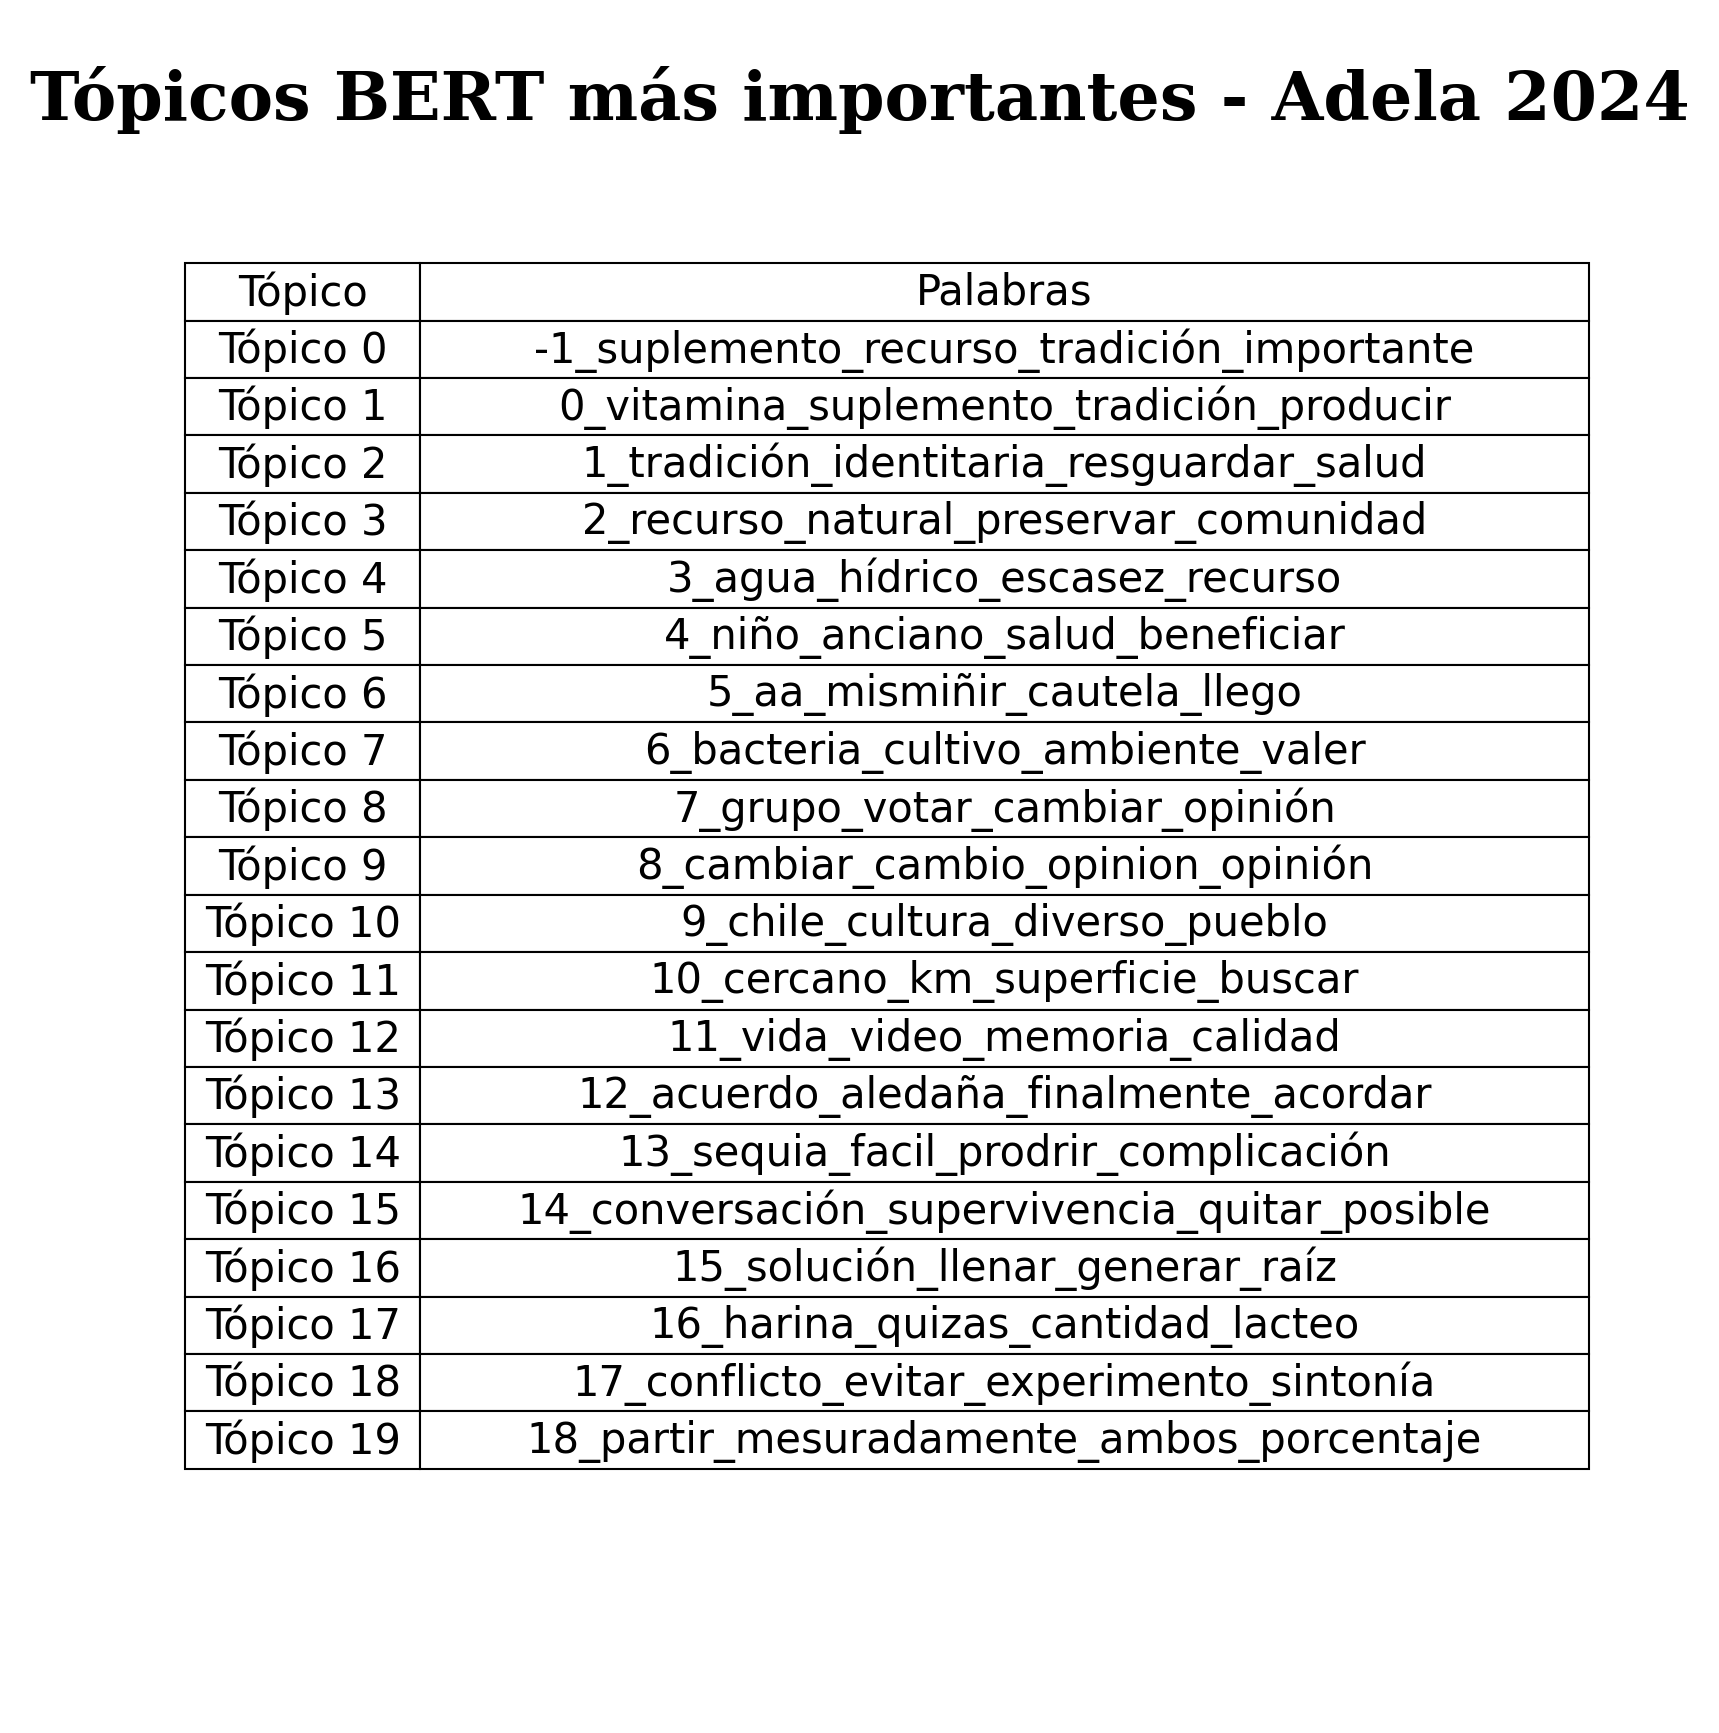 Tópicos BERT más importantes - Adela 2024
Tópico Palabras
Tópico 0 -1_suplemento_recurso_tradición_importante
Tópico 1 0_vitamina_suplemento_tradición_producir
Tópico 2 1_tradición_identitaria_resguardar_salud
Tópico 3 2_recurso_natural_preservar_comunidad
Tópico 4 3_agua_hídrico_escasez_recurso
Tópico 5 4_niño_anciano_salud_beneficiar
Tópico 6 5_aa_mismiñir_cautela_llego
Tópico 7 6_bacteria_cultivo_ambiente_valer
Tópico 8 7_grupo_votar_cambiar_opinión
Tópico 9 8_cambiar_cambio_opinion_opinión
Tópico 10 9_chile_cultura_diverso_pueblo
Tópico 11 10_cercano_km_superficie_buscar
Tópico 12 11_vida_video_memoria_calidad
Tópico 13 12_acuerdo_aledaña_finalmente_acordar
Tópico 14 13_sequia_facil_prodrir_complicación
Tópico 15 14_conversación_supervivencia_quitar_posible
Tópico 16 15_solución_llenar_generar_raíz
Tópico 17 16_harina_quizas_cantidad_lacteo
Tópico 18 17_conflicto_evitar_experimento_sintonía
Tópico 19 18_partir_mesuradamente_ambos_porcentaje